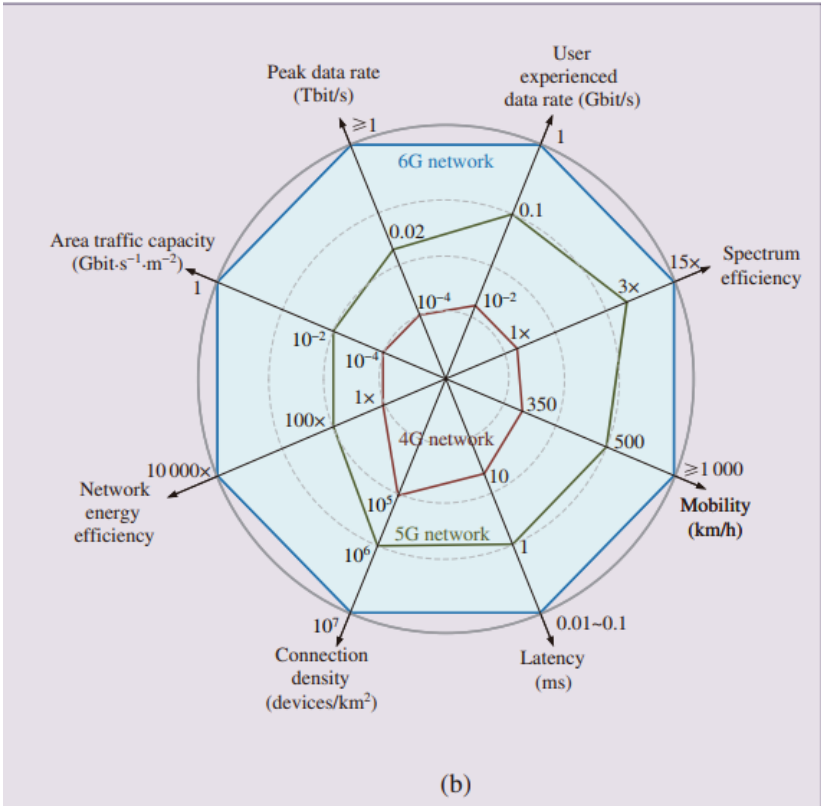 User
Peak data rate
experienced
(Tbit/s)
data rate (Gbit/s)
≥1
1
6G network
0.02
0.1
Area traffic capacity
(Gbit·s⁻¹·m⁻²)
15×
Spectrum
efficiency
1
3×
10⁻⁴
10⁻²
10⁻²
1×
10⁻⁴
1×
350
100×
4G network
500
10 000×
10
≥1 000
Network
energy
efficiency
10⁵
Mobility
(km/h)
5G network
1
10⁶
10⁷
0.01~0.1
Connection
density
(devices/km²)
Latency
(ms)
(b)